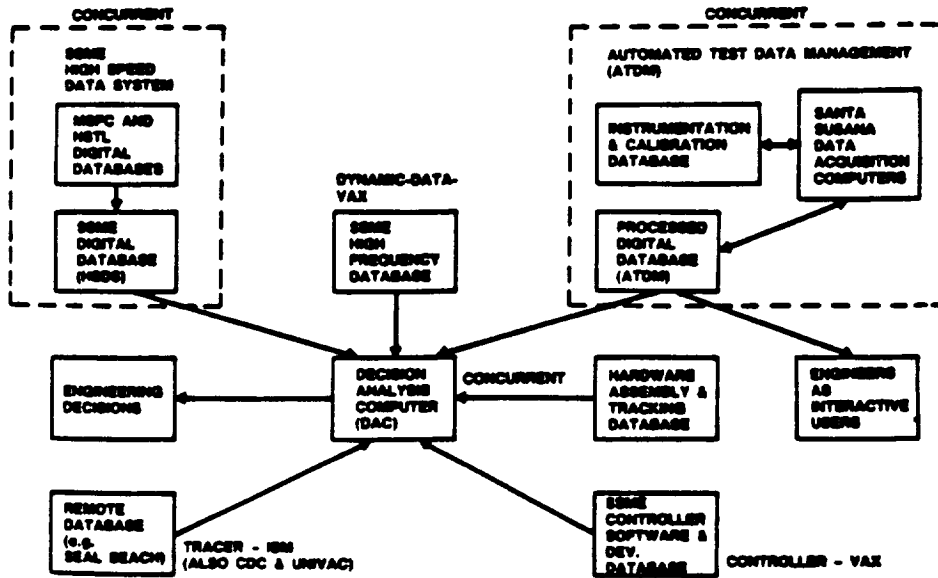 CONCURRENT
CONCURRENT
SSME
HIGH SPEED
DATA SYSTEM
AUTOMATED TEST DATA MANAGEMENT
(ATDM)
MSFC AND
NSTL
DIGITAL
DATABASES
INSTRUMENTATION
& CALIBRATION
DATABASE
SANTA
SUSANA
DATA
ACQUISITION
COMPUTERS
DYNAMIC-DATA-
VAX
SSME
DIGITAL
DATABASE
(HSDS)
SSME
HIGH
FREQUENCY
DATABASE
PROCESSED
DIGITAL
DATABASE
(ATDM)
ENGINEERING
DECISIONS
DECISION
ANALYSIS
COMPUTER
(DAC)
CONCURRENT
HARDWARE
ASSEMBLY &
TRACKING
DATABASE
ENGINEERS
AS
INTERACTIVE
USERS
REMOTE
DATABASE
(e.g.
SEAL BEACH)
TRACER - IBM
(ALSO CDC & UNIVAC)
SSME
CONTROLLER
SOFTWARE &
DEV.
DATABASE
CONTROLLER - VAX